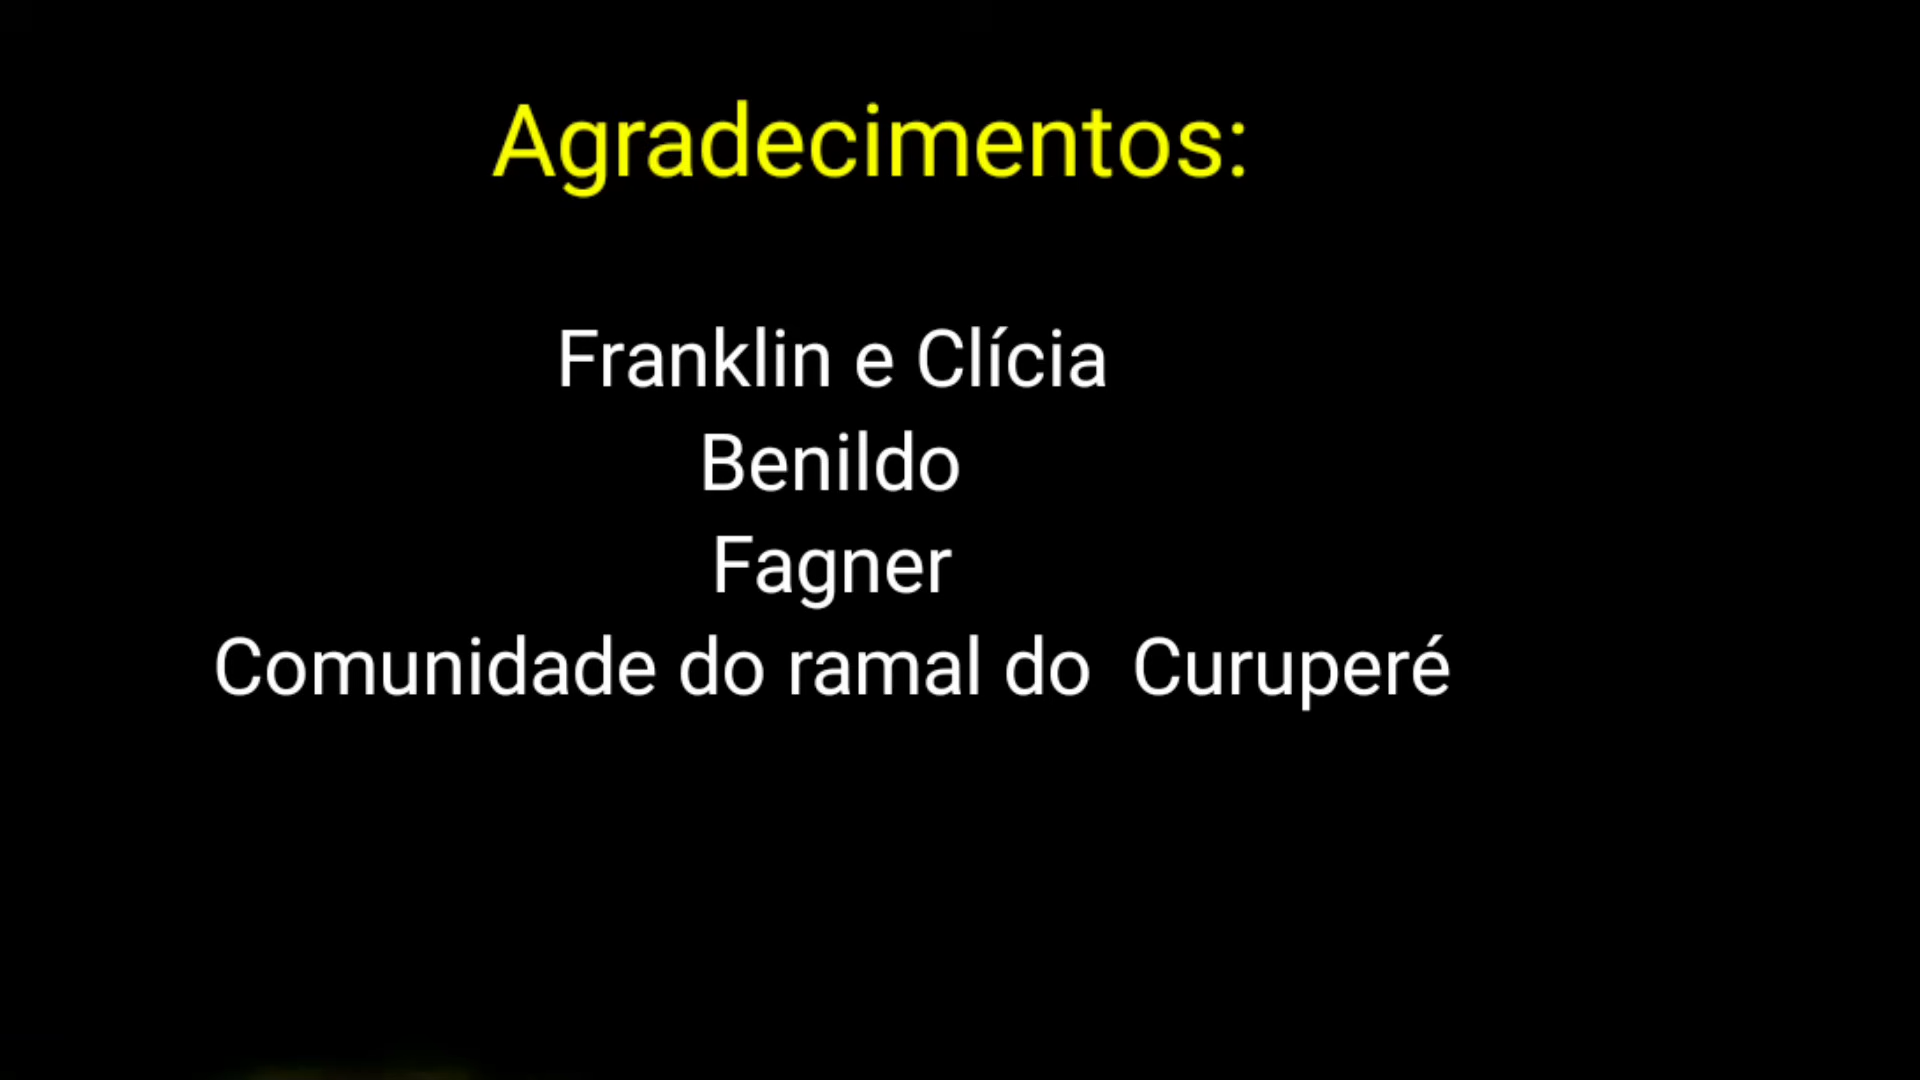 Agradecimentos:
Franklin e Clícia
Benildo
Fagner
Comunidade do ramal do  Curuperé